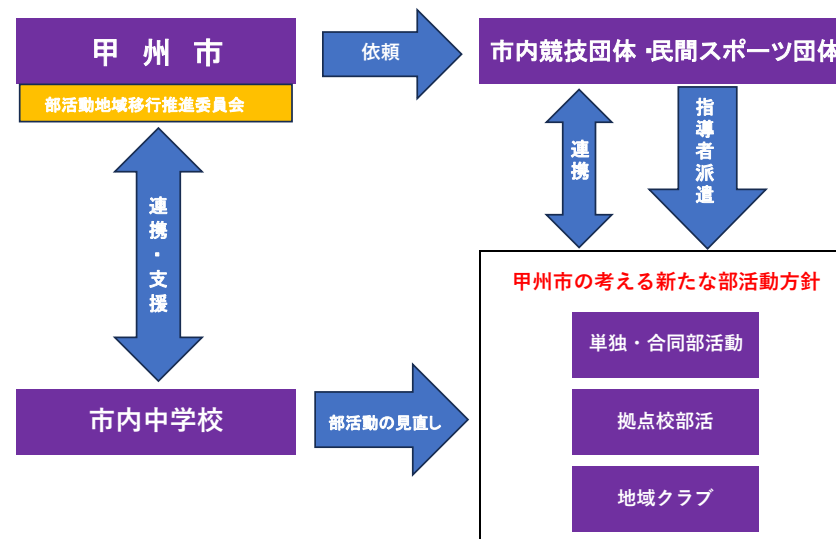 甲 州 市
依頼
市内競技団体・民間スポーツ団体
部活動地域移行推進委員会
連携・支援
連携
指導者派遣
甲州市の考える新たな部活動方針
単独・合同部活動
市内中学校
部活動の見直し
拠点校部活
地域クラブ